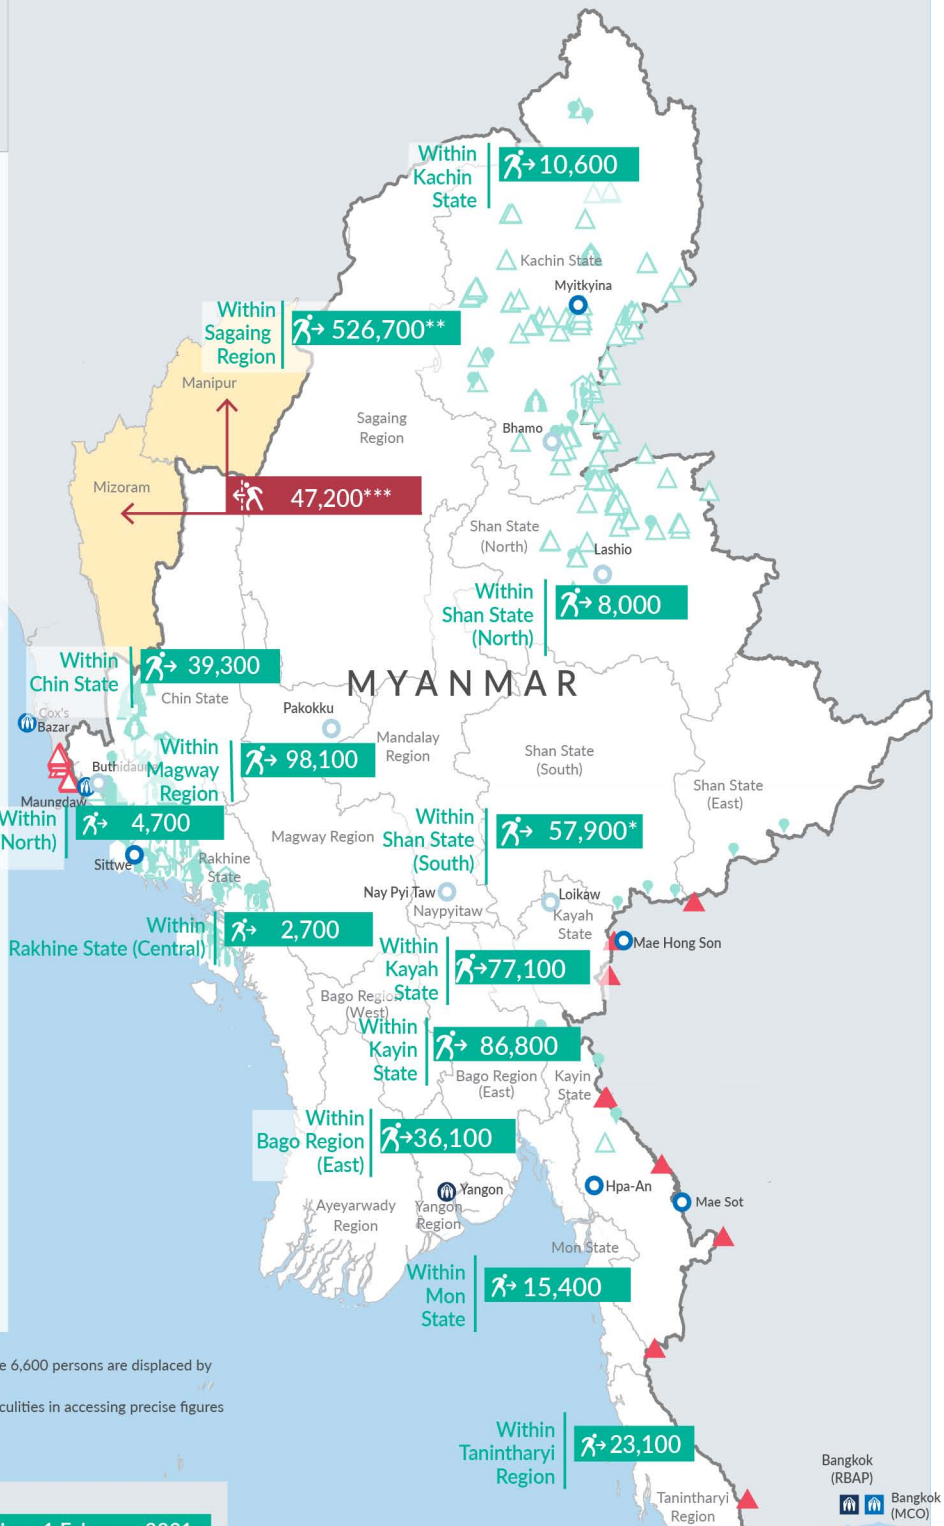 Within
Kachin
State
10,600
Kachin State
Myitkyina
Within
Sagaing
Region
526,700**
Manipur
Sagaing
Region
Bhamo
Mizoram
47,200***
Shan State
(North)
Lashio
Within
Shan State
(North)
8,000
Within
Chin State
39,300
Chin State
MYANMAR
Pakokku
Cox's
Bazar
Mandalay
Region
Within
Magway
Region
98,100
Buthidaung
Shan State
(South)
Shan State
(East)
Maungdaw
Within
North)
4,700
Magway Region
Within
Shan State
(South)
57,900*
Sittwe
Rakhine
State
Nay Pyi Taw
Naypyitaw
Loikaw
Kayah
State
Within
Rakhine State (Central)
2,700
Mae Hong Son
Within
Kayah
State
77,100
Bago Region
(West)
Within
Kayin
State
86,800
Bago Region
(East)
Kayin
State
Within
Bago Region
(East)
36,100
Yangon
Hpa-An
Mae Sot
Ayeyarwady
Region
Yangon
Region
Mon State
Within
Mon
State
15,400
e 6,600 persons are displaced by
culities in accessing precise figures
Within
Tanintharyi
Region
23,100
Bangkok
(RBAP)
Tanintharyi
Region
Bangkok
(MCO)